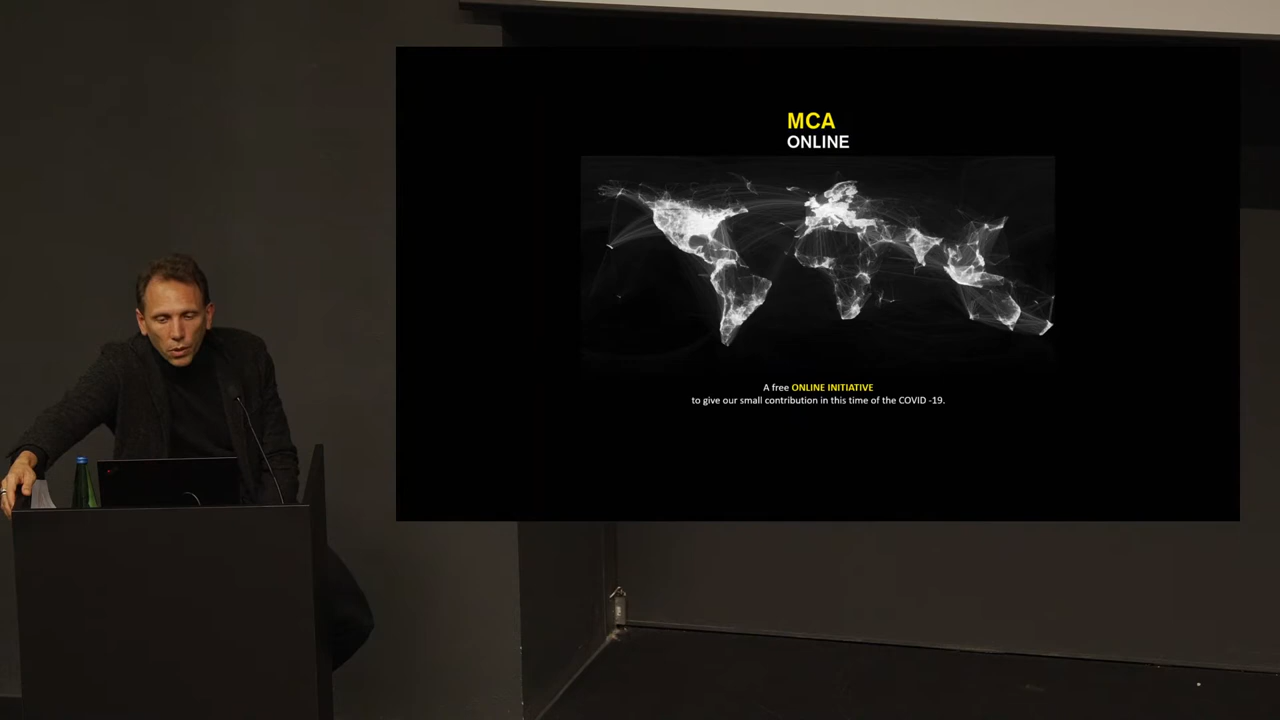 MCA
ONLINE
A free ONLINE INITIATIVE
to give our small contribution in this time of the COVID -19.